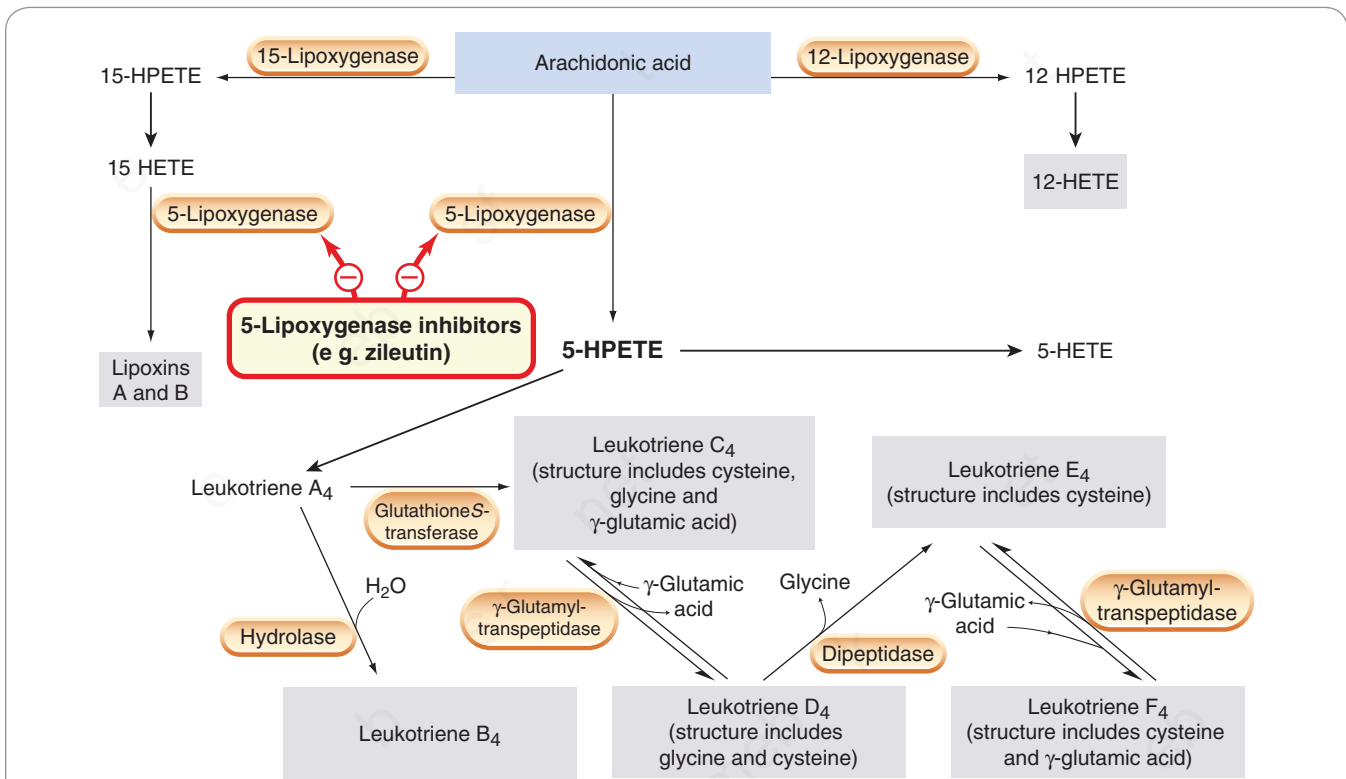 15-Lipoxygenase
Arachidonic acid
12-Lipoxygenase
15-HPETE
12 HPETE
15 HETE
12-HETE
5-Lipoxygenase
5-Lipoxygenase
5-Lipoxygenase inhibitors
(e g. zileutin)
5-HPETE
5-HETE
Lipoxins
A and B
Leukotriene C4
(structure includes cysteine,
glycine and
γ-glutamic acid)
Leukotriene E4
(structure includes cysteine)
Leukotriene A4
Glutathione S-
transferase
H2O
Hydrolase
γ-Glutamyl-
transpeptidase
γ-Glutamic
acid
Glycine
Dipeptidase
γ-Glutamic
acid
γ-Glutamyl-
transpeptidase
Leukotriene B4
Leukotriene D4
(structure includes
glycine and cysteine)
Leukotriene F4
(structure includes cysteine
and γ-glutamic acid)